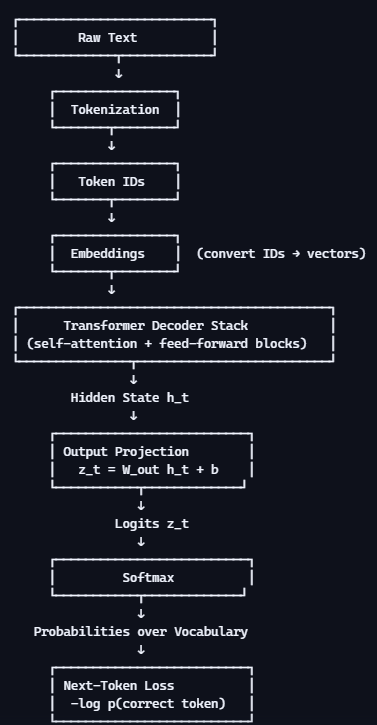 Raw Text
↓
Tokenization
↓
Token IDs
↓
Embeddings (convert IDs → vectors)
↓
Transformer Decoder Stack
(self-attention + feed-forward blocks)
↓
Hidden State h_t
↓
Output Projection
z_t = W_out h_t + b
↓
Logits z_t
↓
Softmax
↓
Probabilities over Vocabulary
↓
Next-Token Loss
-log p(correct token)